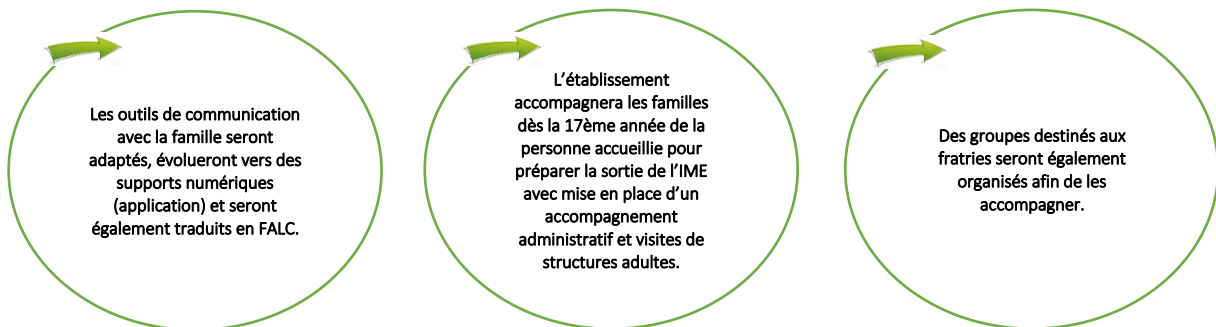 Les outils de communication
avec la famille seront
adaptés, évolueront vers des
supports numériques
(application) et seront
également traduits en FALC.
L’établissement
accompagnera les familles
dès la 17ème année de la
personne accueillie pour
préparer la sortie de l’IME
avec mise en place d’un
accompagnement
administratif et visites de
structures adultes.
Des groupes destinés aux
fratries seront également
organisés afin de les
accompagner.